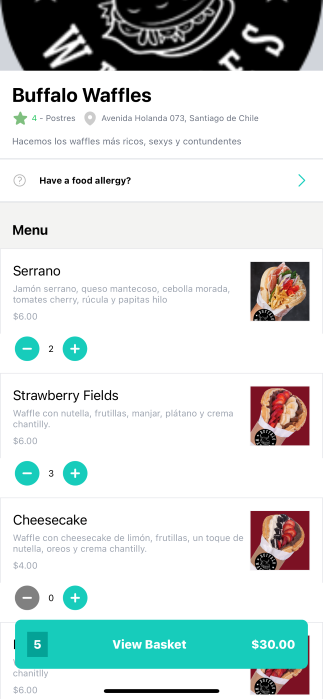 Buffalo Waffles
4 - Postres Avenida Holanda 073, Santiago de Chile
Hacemos los waffles más ricos, sexys y contundentes
? Have a food allergy?
Menu
Serrano
Jamón serrano, queso mantecoso, cebolla morada,
tomates cherry, rúcula y papitas hilo
$6.00
2
Strawberry Fields
Waffle con nutella, frutillas, manjar, plátano y crema
chantilly.
$6.00
3
Cheesecake
Waffle con cheesecake de limón, frutillas, un toque de
nutella, oreos y crema chantilly.
$4.00
0
5 View Basket $30.00
chanitlly
$6.00